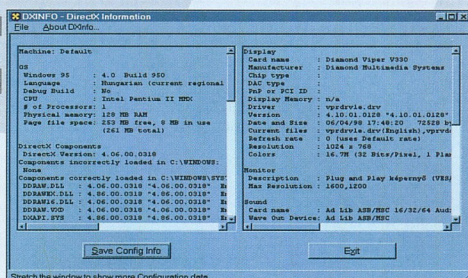 DXINFO - DirectX Information
File About DXInfo...
Machine: Default
OS
Windows 95 : 4.0 Build 950
Language : Hungarian (current regional
Debug Build : No
CPU : Intel Pentium II MMX
# of Processors: 1
Physical memory: 128 MB RAM
Page file space: 253 MB free, 8 MB in use
(261 MB total)
DirectX Components
DirectX Version: 4.06.00.0318
Components incorrectly loaded in C:\WINDOWS:
None
Components correctly loaded in C:\WINDOWS\SYS
DDRAW.DLL : 4.06.00.0318 "4.06.00.0318"
DDRAWEX.DLL : 4.86.00.0318 "4.86.00.0318"
DDRAW16.DLL : 4.06.00.0318 "4.06.00.0318"
DDRAW.VXD : 4.06.00.0318 "4.06.00.0318"
DXAPI.SYS : 4.86.00.0318 "4.86.00.0318"
Display
Card name : Diamond Viper V330
Manufacturer : Diamond Multimedia Systems
Chip type :
DAC type :
PnP or PCI ID :
Display Memory : n/a
Driver : vprdrvle.drv
Version : 4.10.01.0128 "4.10.01.0128"
Date and Size : 06/04/98 17:48:20 72528 by
Current files : vprdrvle.drv(English),vprvd
Refresh rate : 0 (uses Default rate)
Resolution : 1024 x 768
Colors : 16.7M (32 Bits/Pixel, 1 Plan
Monitor
Description : Plug and Play képernyő (VESA
Max Resolution : 1600,1200
Sound
Card name : Ad Lib ASB/MSC 16/32/64 Audi
Wave Out Device: Ad Lib ASB/MSC
Save Config Info
Exit
Stretch the window to show more Configuration data